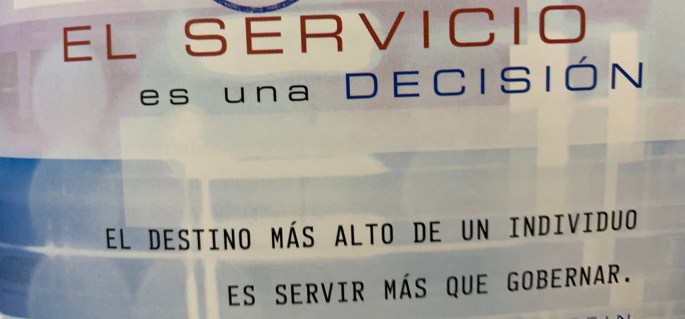 EL SERVICIO
es una DECISIÓN
EL DESTINO MÁS ALTO DE UN INDIVIDUO
ES SERVIR MÁS QUE GOBERNAR.